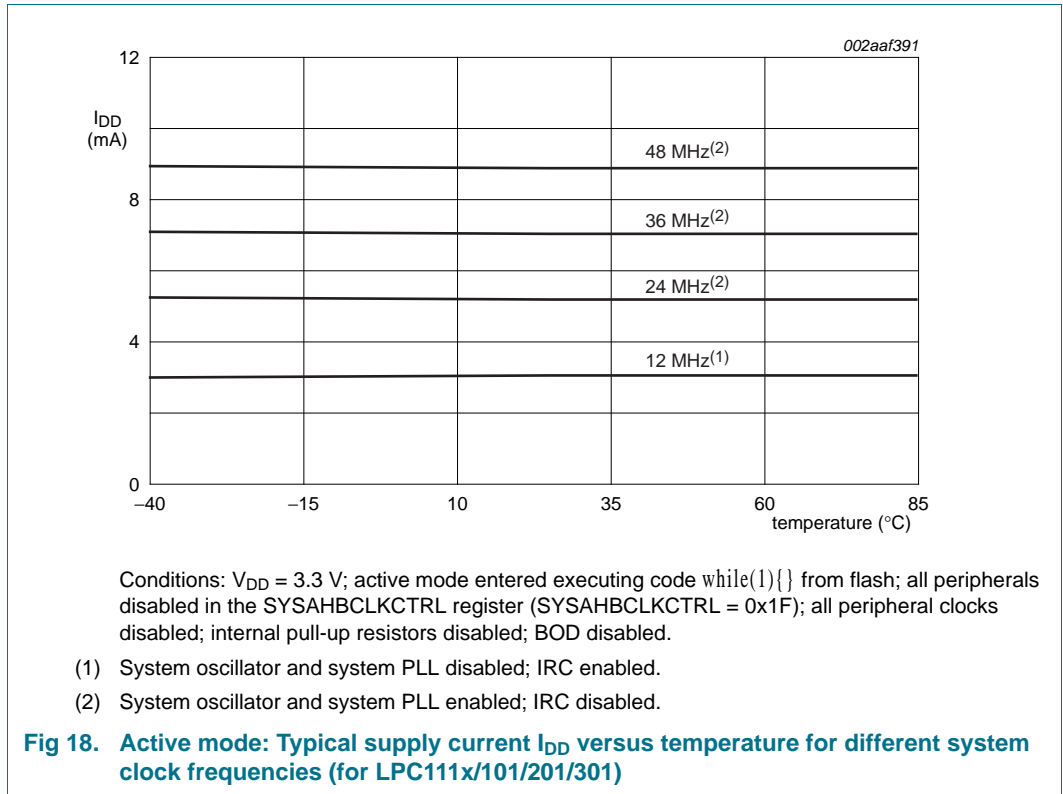 002aaf391
12
I_DD
(mA)
48 MHz(2)
8
36 MHz(2)
24 MHz(2)
4
12 MHz(1)
0
−40 −15 10 35 60 85
temperature (°C)
Conditions: V_DD = 3.3 V; active mode entered executing code while(1){} from flash; all peripherals
disabled in the SYSAHBCLKCTRL register (SYSAHBCLKCTRL = 0x1F); all peripheral clocks
disabled; internal pull-up resistors disabled; BOD disabled.
(1) System oscillator and system PLL disabled; IRC enabled.
(2) System oscillator and system PLL enabled; IRC disabled.
Fig 18. Active mode: Typical supply current I_DD versus temperature for different system
clock frequencies (for LPC111x/101/201/301)